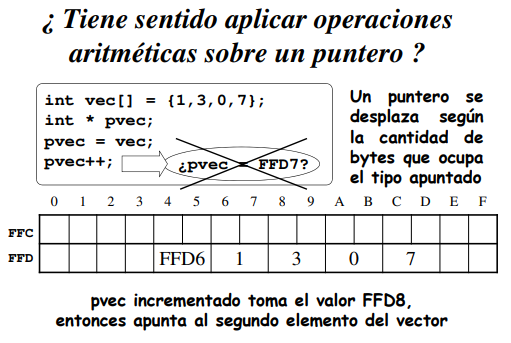 ¿ Tiene sentido aplicar operaciones
aritméticas sobre un puntero ?
int vec[] = {1,3,0,7};
int * pvec;
pvec = vec;
pvec++;
¿pvec = FFD7?
Un puntero se
desplaza según
la cantidad de
bytes que ocupa
el tipo apuntado
0 1 2 3 4 5 6 7 8 9 A B C D E F
FFC
FFD FFD6 1 3 0 7
pvec incrementado toma el valor FFD8,
entonces apunta al segundo elemento del vector